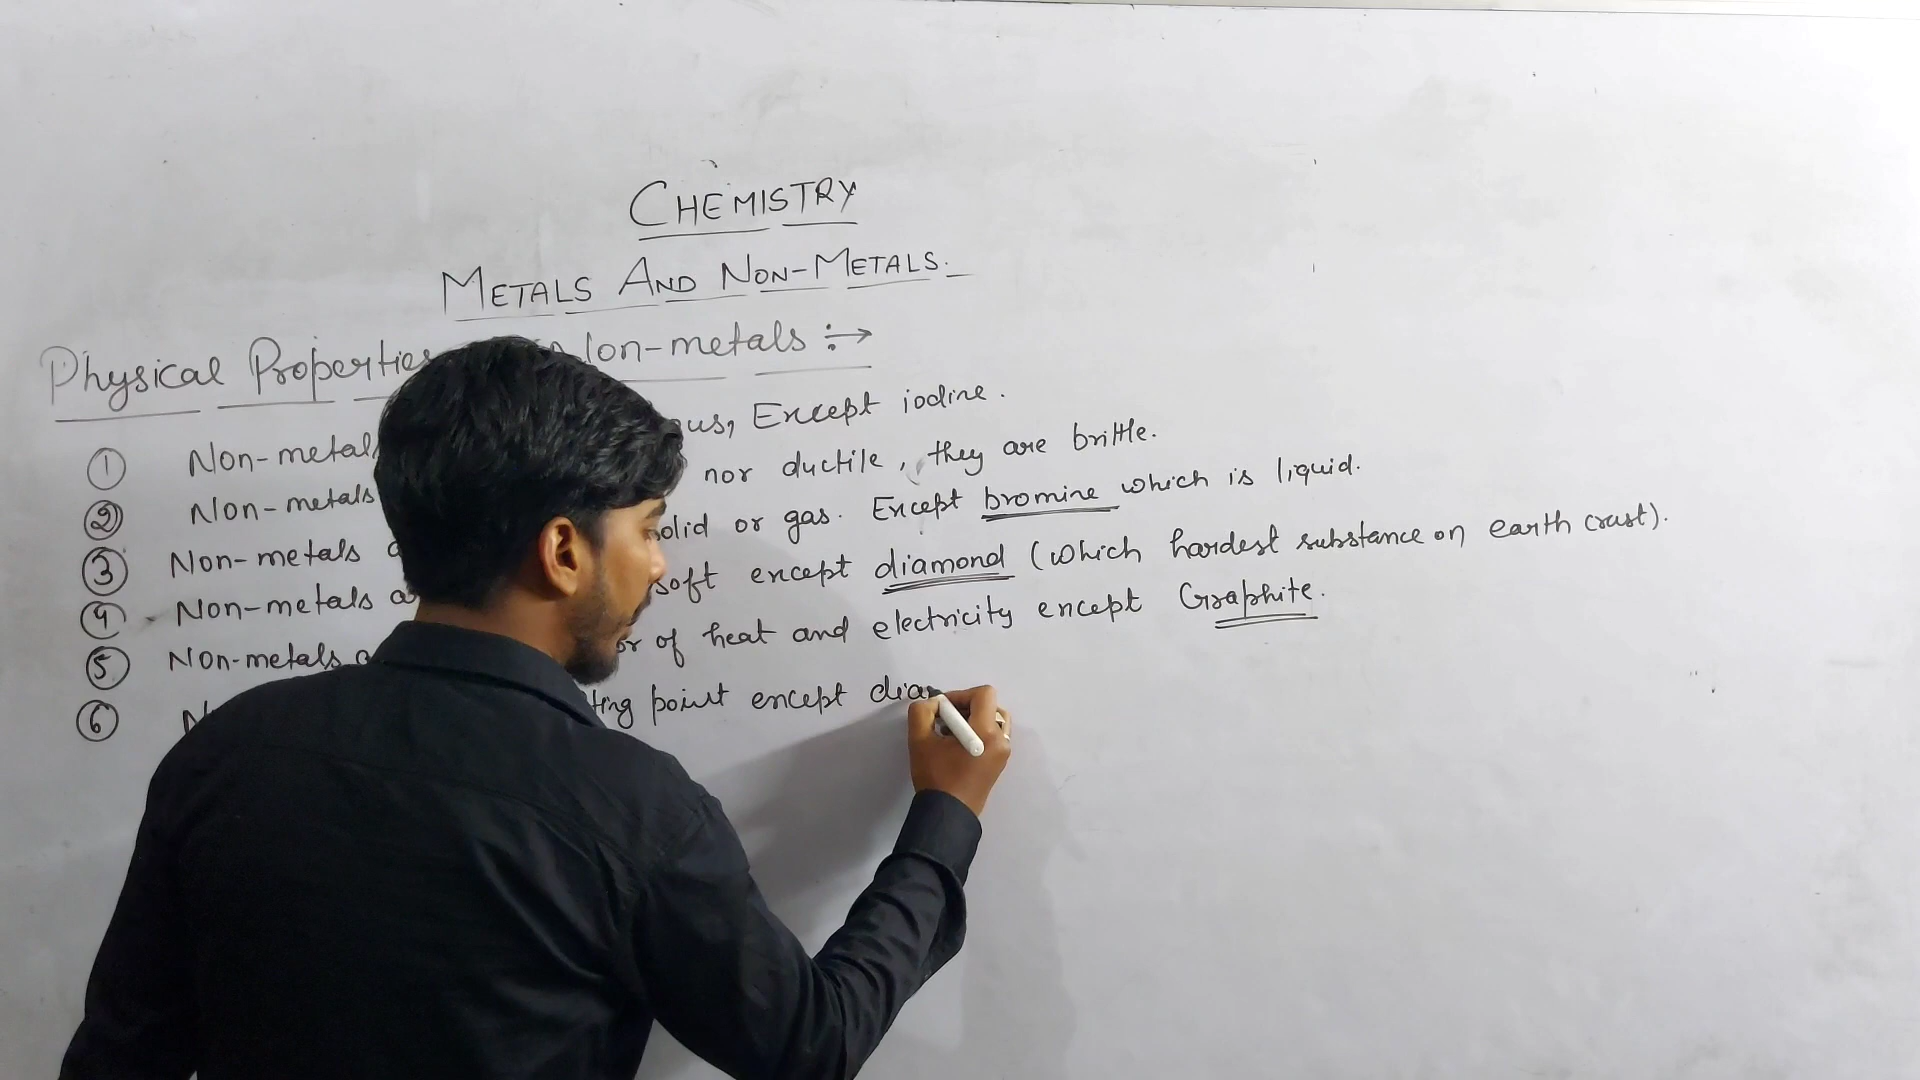 CHEMISTRY
METALS AND NON-METALS.
Physical Properties Non-metals :→
① Non-metals us, Except iodine.
② Non-metals nor ductile, they are brittle.
③ Non-metals solid or gas. Except bromine which is liquid.
④ Non-metals a soft except diamond (which hardest substance on earth crust).
⑤ Non-metals a or of heat and electricity except Graphite.
⑥ N ting point except dia